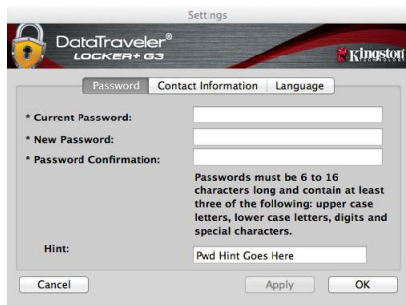 Settings
DataTraveler®
LOCKER+ G3
Kingston
TECHNOLOGY
Password Contact Information Language
* Current Password:
* New Password:
* Password Confirmation:
Passwords must be 6 to 16
characters long and contain at least
three of the following: upper case
letters, lower case letters, digits and
special characters.
Hint: Pwd Hint Goes Here
Cancel Apply OK